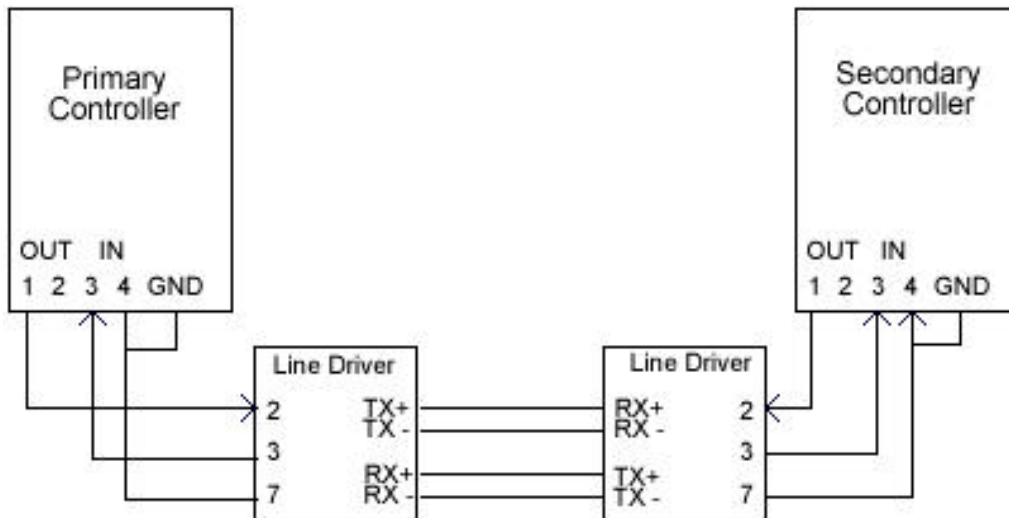 Primary
Controller
OUT IN
1 2 3 4 GND
Secondary
Controller
OUT IN
1 2 3 4 GND
Line Driver
2
3
7
TX+
TX -
RX+
RX -
Line Driver
RX+
RX -
TX+
TX -
2
3
7